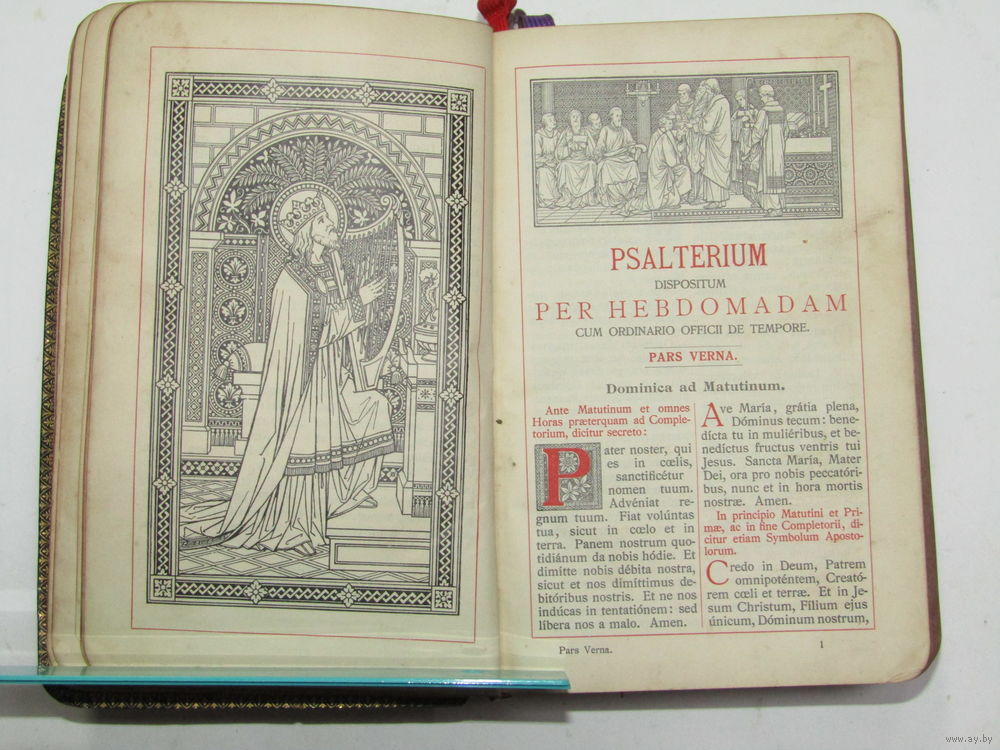 PSALTERIUM
DISPOSITUM
PER HEBDOMADAM
CUM ORDINARIO OFFICII DE TEMPORE.
PARS VERNA.
Dominica ad Matutinum.
Ante Matutinum et omnes
Horas præterquam ad Comple-
torium, dicitur secreto:
Pater noster, qui
es in cœlis,
sanctificétur
nomen tuum.
Advéniat re-
gnum tuum. Fiat volúntas
tua, sicut in cœlo et in
terra. Panem nostrum quo-
tidiánum da nobis hódie. Et
dimítte nobis débita nostra,
sicut et nos dimíttimus de-
bitóribus nostris. Et ne nos
indúcas in tentatiónem: sed
líbera nos a malo. Amen.
Ave María, grátia plena,
Dóminus tecum: bene-
dícta tu in muliéribus, et be-
nedíctus fructus ventris tui
Jesus. Sancta María, Mater
Dei, ora pro nobis peccatóri-
bus, nunc et in hora mortis
nostræ. Amen.
In principio Matutini et Pri-
mæ, ac in fine Completorii, di-
citur etiam Symbolum Aposto-
lorum.
Credo in Deum, Patrem
omnipoténtem, Creató-
rem cœli et terræ. Et in Je-
sum Christum, Fílium ejus
únicum, Dóminum nostrum,
Pars Verna.
1
www.ay.by